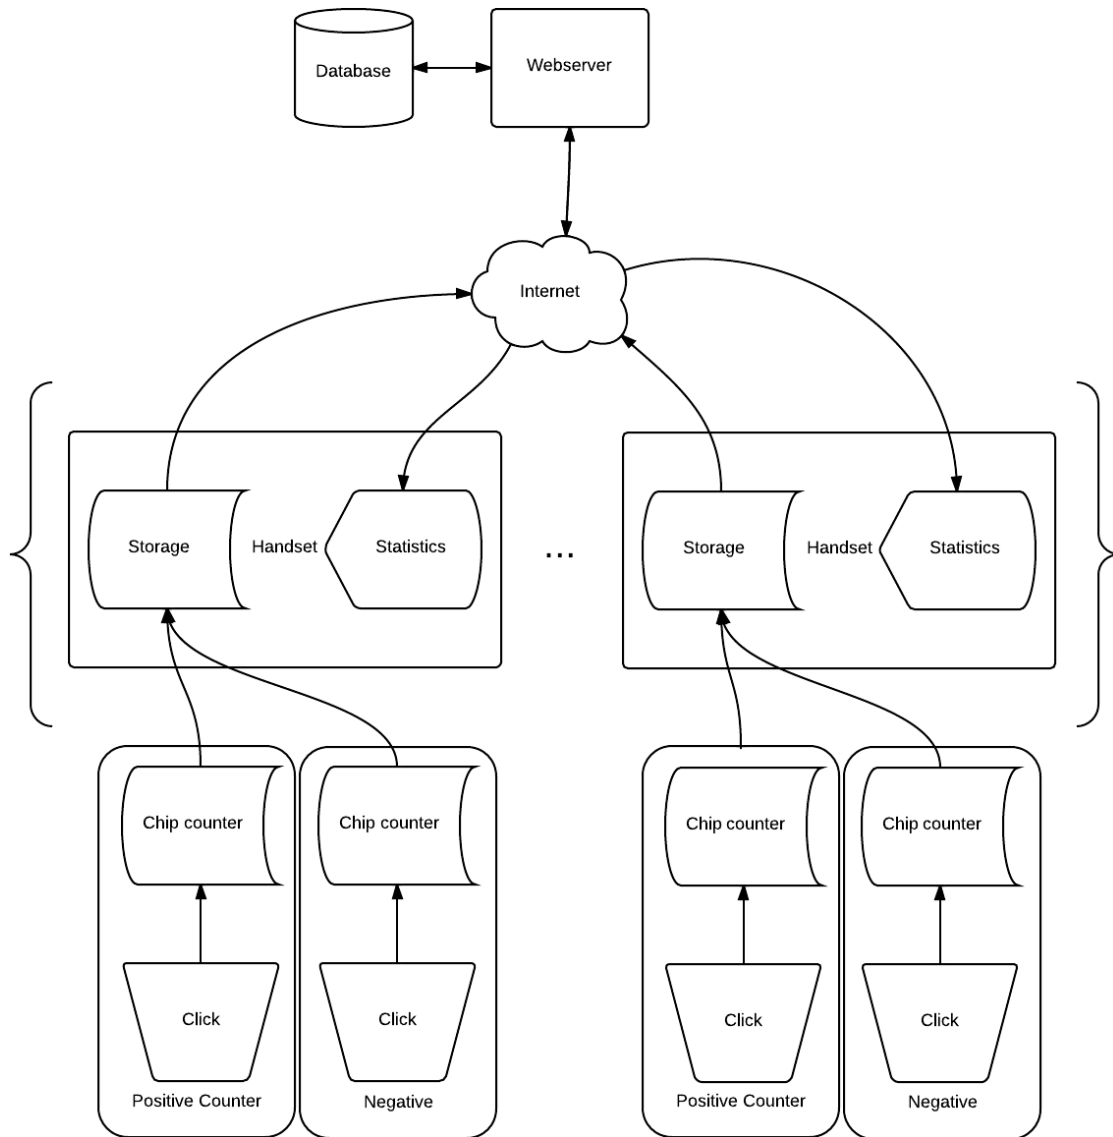 Database
Webserver
Internet
Storage
Handset
Statistics
...
Storage
Handset
Statistics
Chip counter
Chip counter
Chip counter
Chip counter
Click
Click
Click
Click
Positive Counter
Negative
Positive Counter
Negative